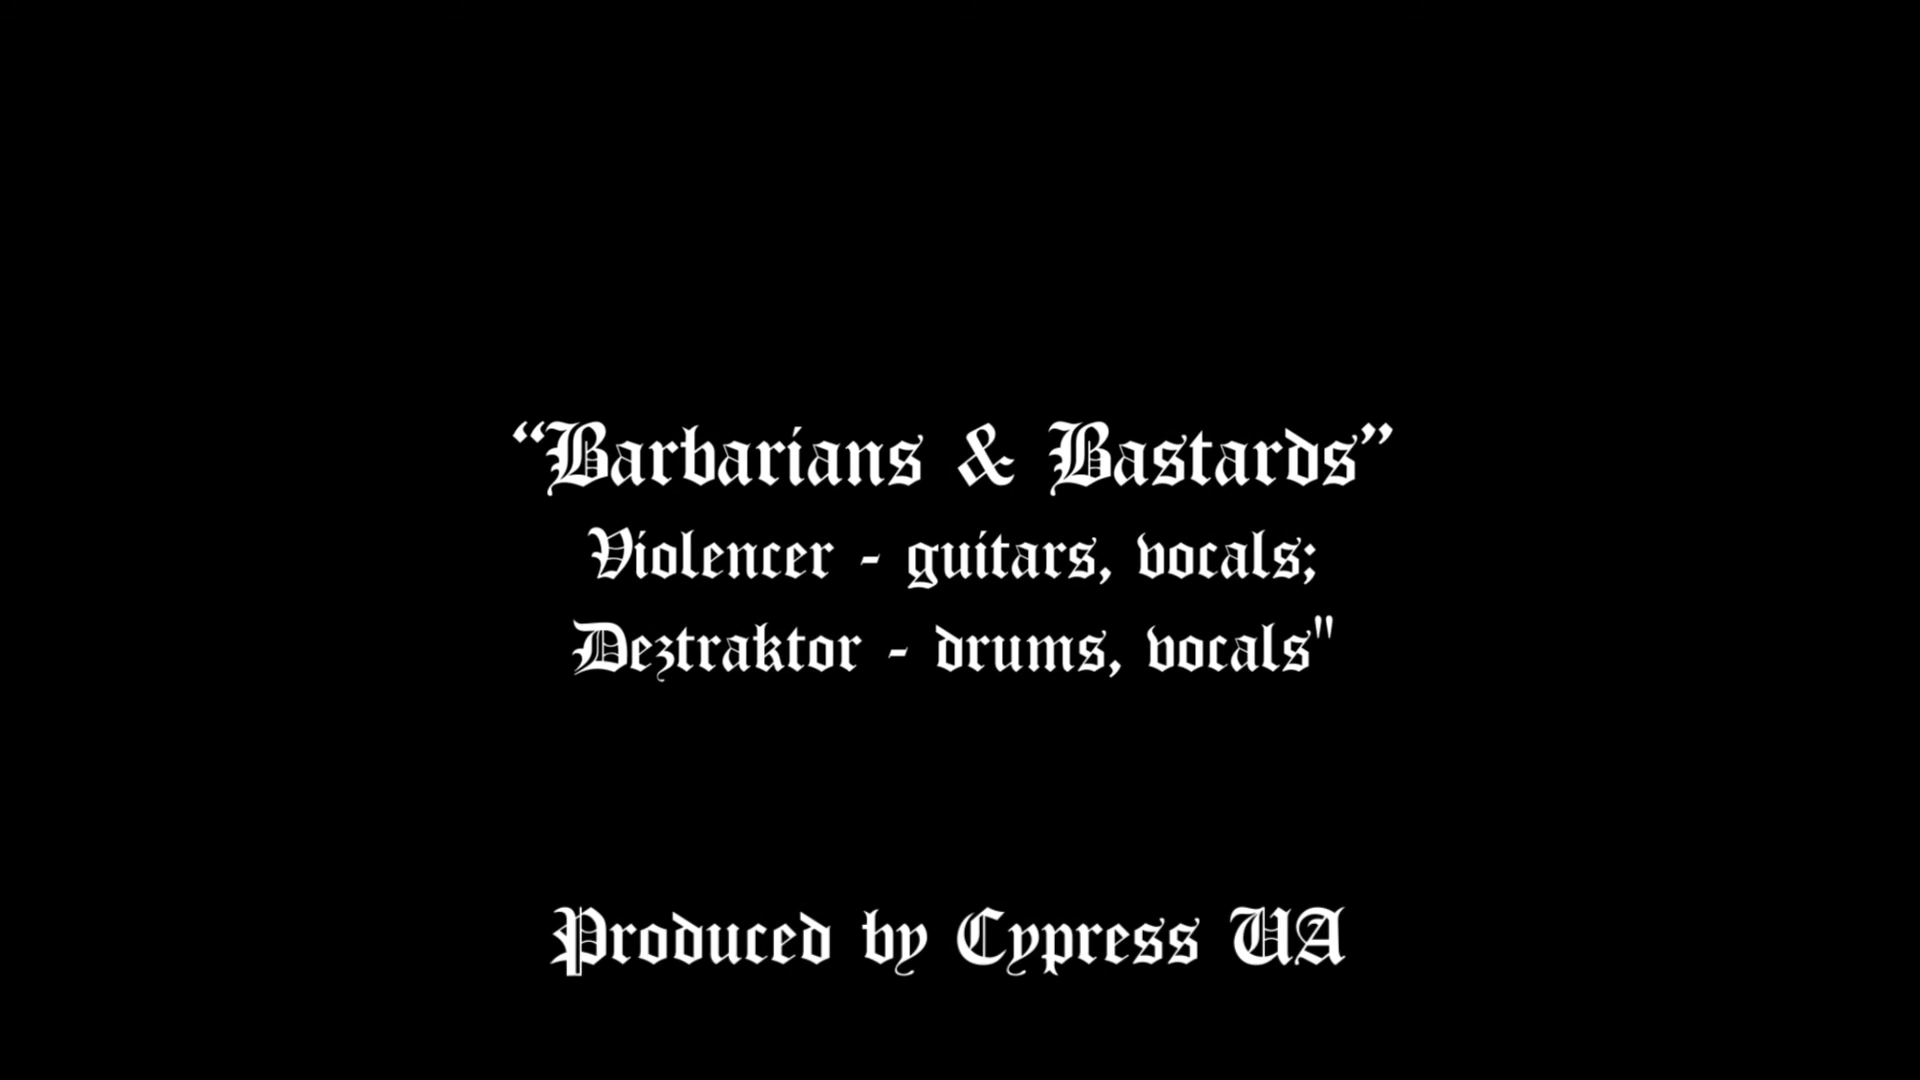 “Barbarians & Bastards”
Violencer - guitars, vocals;
Deztraktor - drums, vocals"
Produced by Cypress UA